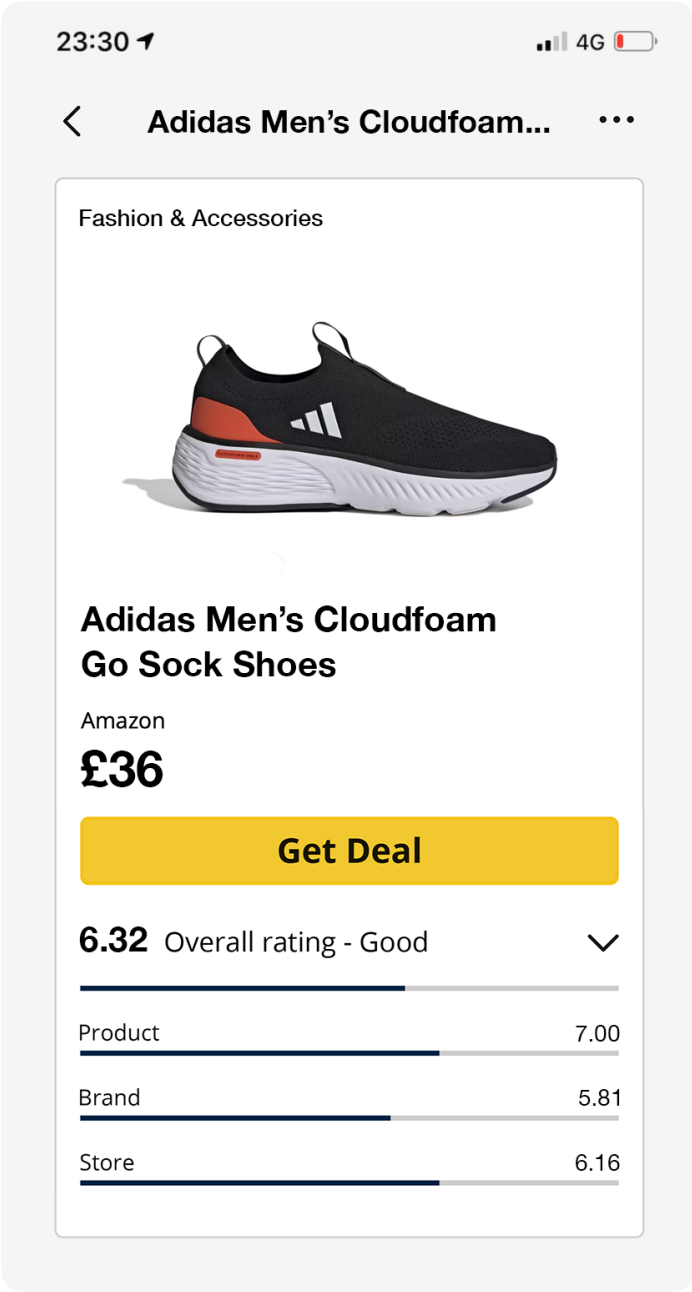 23:30
4G
Adidas Men’s Cloudfoam...
Fashion & Accessories
Adidas Men’s Cloudfoam
Go Sock Shoes
Amazon
£36
Get Deal
6.32 Overall rating - Good
Product 7.00
Brand 5.81
Store 6.16